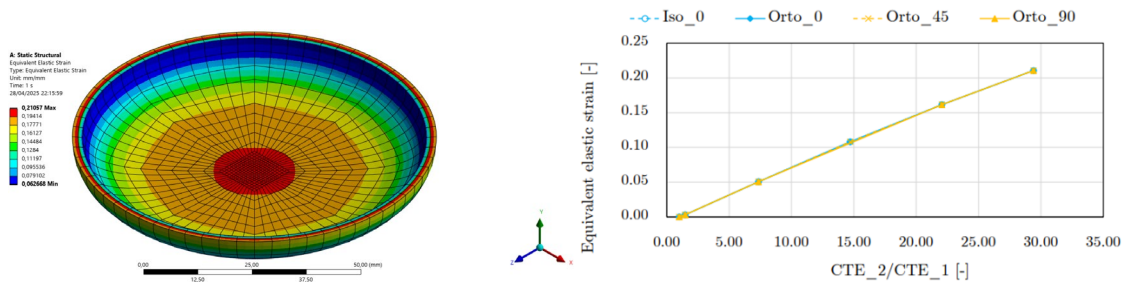 A: Static Structural
Equivalent Elastic Strain
Type: Equivalent Elastic Strain
Unit: mm/mm
Time: 1 s
28/04/2025 22:15:59
0,21057 Max
0,19414
0,17771
0,16127
0,14484
0,1284
0,11197
0,095536
0,079102
0,062668 Min
0,00
25,00
50,00 (mm)
12,50
37,50
Y
Z
X
Iso_0
Orto_0
Orto_45
Orto_90
Equivalent elastic strain [-]
0.25
0.20
0.15
0.10
0.05
0.00
0.00
5.00
10.00
15.00
20.00
25.00
30.00
35.00
CTE_2/CTE_1 [-]